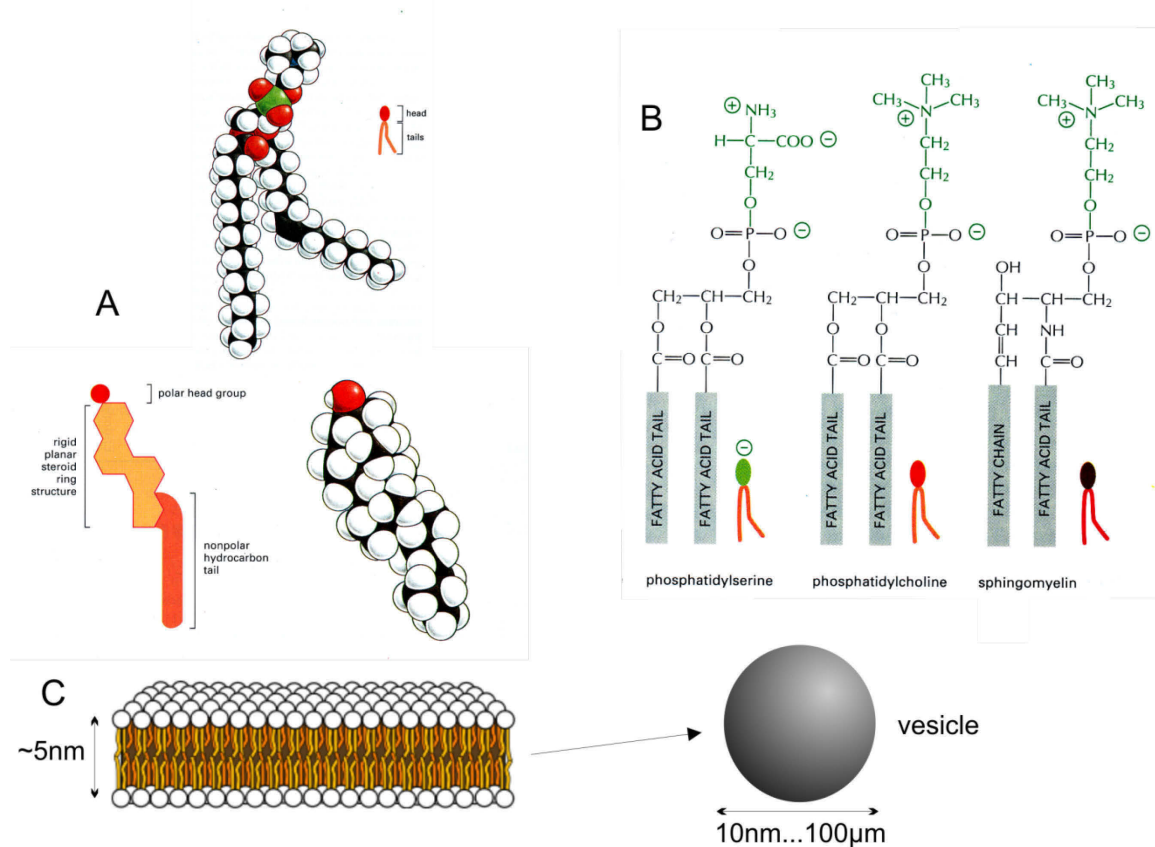 A
head
tails
polar head group
rigid
planar
steroid
ring
structure
nonpolar
hydrocarbon
tail
B
⊕ NH₃
H–C–COO ⊖
CH₂
O
O=P–O ⊖
O
CH₂–CH–CH₂
O O
C=O C=O
FATTY ACID TAIL
FATTY ACID TAIL
⊖
phosphatidylserine
CH₃
CH₃–N–CH₃
⊕
CH₂
CH₂
O
O=P–O ⊖
O
CH₂–CH–CH₂
O O
C=O C=O
FATTY ACID TAIL
FATTY ACID TAIL
phosphatidylcholine
CH₃
CH₃–N–CH₃
⊕
CH₂
CH₂
O
O=P–O ⊖
O
OH
CH–CH–CH₂
CH NH
CH C=O
FATTY CHAIN
FATTY ACID TAIL
sphingomyelin
C
~5nm
vesicle
10nm...100µm